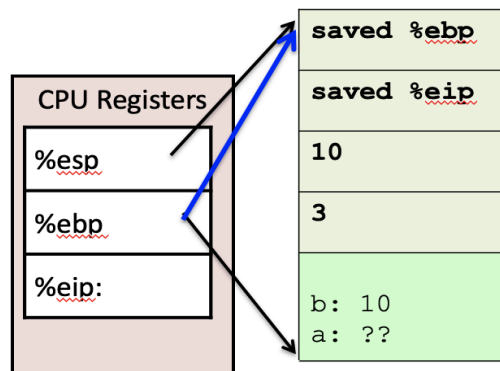 CPU Registers
%esp
%ebp
%eip:
saved %ebp
saved %eip
10
3
b: 10
a: ??